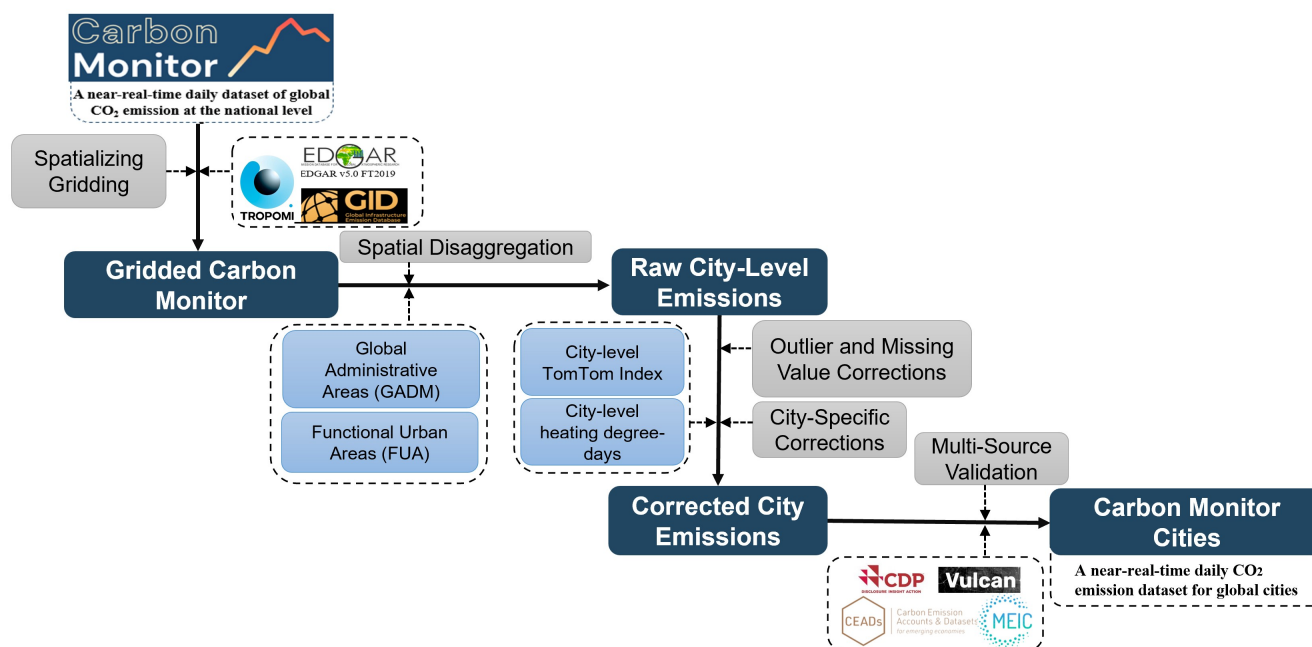 Carbon
Monitor
A near-real-time daily dataset of global
CO₂ emission at the national level
Spatializing
Gridding
EDGAR
EDGAR v5.0 FT2019
TROPOMI
GID
Global Infrastructure
Emission Database
Gridded Carbon
Monitor
Spatial Disaggregation
Raw City-Level
Emissions
Global
Administrative
Areas (GADM)
Functional Urban
Areas (FUA)
City-level
TomTom Index
City-level
heating degree-
days
Outlier and Missing
Value Corrections
City-Specific
Corrections
Multi-Source
Validation
Corrected City
Emissions
Carbon Monitor
Cities
A near-real-time daily CO₂
emission dataset for global cities
CDP
DISCLOSURE INSIGHT ACTION
Vulcan
CEADs
Carbon Emission
Accounts & Datasets
for emerging economies
MEIC